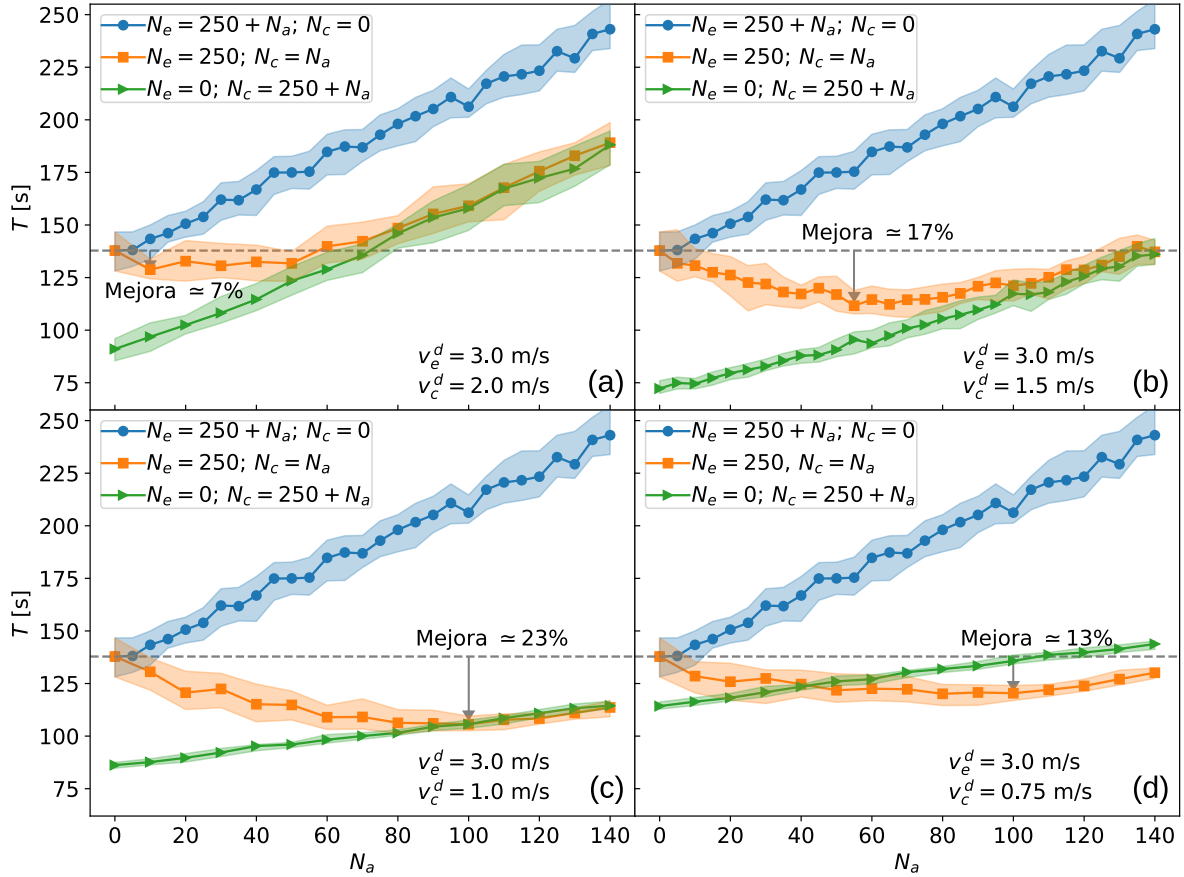 N_e = 250 + N_a; N_c = 0
N_e = 250; N_c = N_a
N_e = 0; N_c = 250 + N_a
250
225
200
175
150
125
100
75
T [s]
Mejora ≃ 7%
v_e^d = 3.0 m/s
v_c^d = 2.0 m/s
(a)
N_e = 250 + N_a; N_c = 0
N_e = 250; N_c = N_a
N_e = 0; N_c = 250 + N_a
Mejora ≃ 17%
v_e^d = 3.0 m/s
v_c^d = 1.5 m/s
(b)
N_e = 250 + N_a; N_c = 0
N_e = 250; N_c = N_a
N_e = 0; N_c = 250 + N_a
250
225
200
175
150
125
100
75
T [s]
Mejora ≃ 23%
v_e^d = 3.0 m/s
v_c^d = 1.0 m/s
(c)
0 20 40 60 80 100 120 140
N_a
N_e = 250 + N_a; N_c = 0
N_e = 250, N_c = N_a
N_e = 0; N_c = 250 + N_a
Mejora ≃ 13%
v_e^d = 3.0 m/s
v_c^d = 0.75 m/s
(d)
0 20 40 60 80 100 120 140
N_a